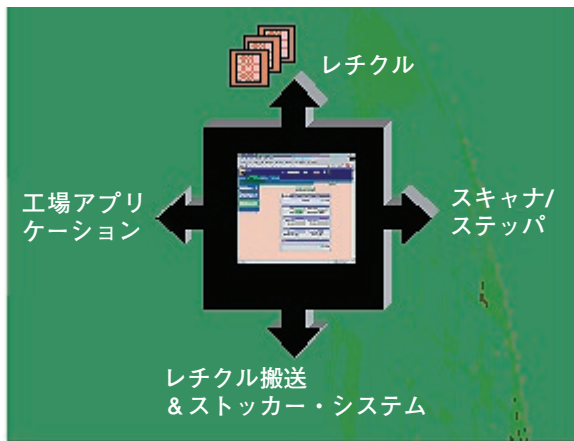 レチクル
工場アプリ
ケーション
スキャナ/
ステッパ
レチクル搬送
&ストッカー・システム